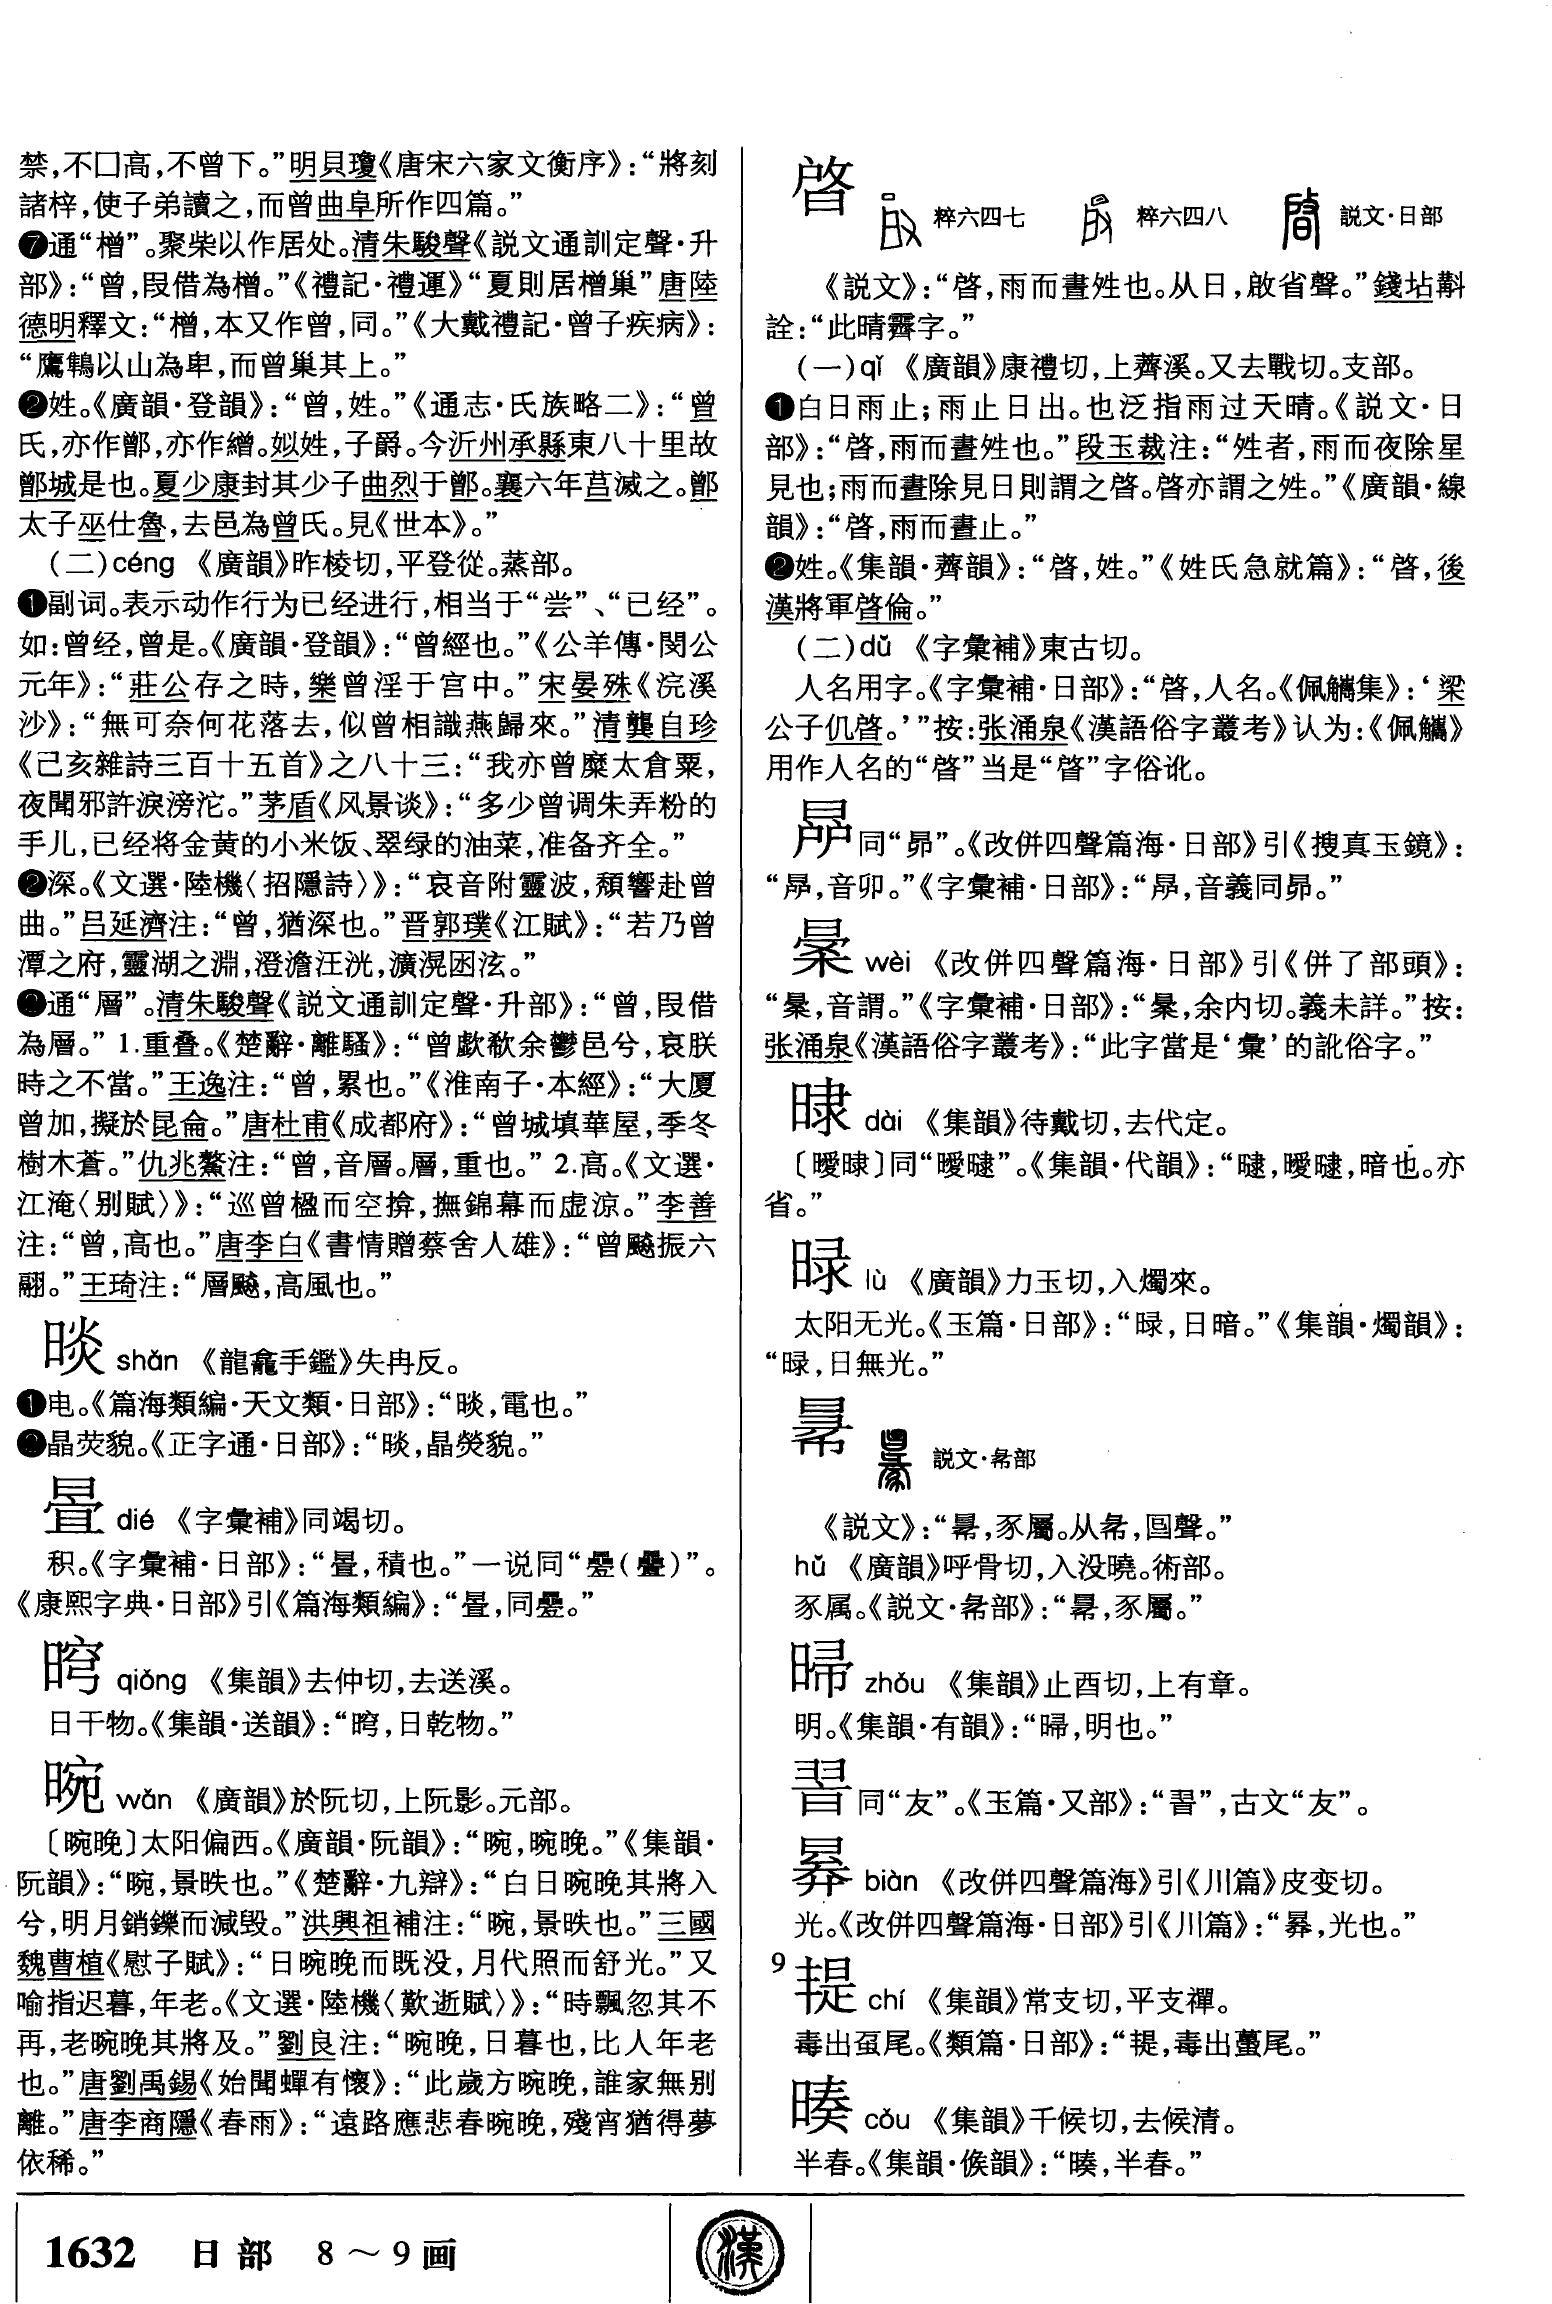 禁,不囗高,不曾下。”明貝瓊《唐宋六家文衡序》:“將刻
諸梓,使子弟讀之,而曾曲阜所作四篇。”
❼通“橧”。聚柴以作居处。清朱駿聲《説文通訓定聲·升
部》:“曾,叚借為橧。”《禮記·禮運》“夏則居橧巢”唐陸
德明釋文:“橧,本又作曾,同。”《大戴禮記·曾子疾病》:
“鷹鶽以山為卑,而曾巢其上。”
❷姓。《廣韻·登韻》:“曾,姓。”《通志·氏族略二》:“曾
氏,亦作鄫,亦作繒。姒姓,子爵。今沂州承縣東八十里故
鄫城是也。夏少康封其少子曲烈于鄫。襄六年莒滅之。鄫
太子巫仕魯,去邑為曾氏。見《世本》。”
(二)céng 《廣韻》昨棱切,平登從。蒸部。
❶副词。表示动作行为已经进行,相当于“尝”、“已经”。
如:曾经,曾是。《廣韻·登韻》:“曾經也。”《公羊傳·閔公
元年》:“莊公存之時,樂曾淫于宫中。”宋晏殊《浣溪
沙》:“無可奈何花落去,似曾相識燕歸來。”清龔自珍
《己亥雜詩三百十五首》之八十三:“我亦曾糜太倉粟,
夜聞邪許淚滂沱。”茅盾《风景谈》:“多少曾调朱弄粉的
手儿,已经将金黄的小米饭、翠绿的油菜,准备齐全。”
❷深。《文選·陸機〈招隱詩〉》:“哀音附靈波,頹響赴曾
曲。”吕延濟注:“曾,猶深也。”晋郭璞《江賦》:“若乃曾
潭之府,靈湖之淵,澄澹汪洸,瀇滉囦泫。”
❸通“層”。清朱駿聲《説文通訓定聲·升部》:“曾,叚借
為層。” 1.重叠。《楚辭·離騷》:“曾歔欷余鬱邑兮,哀朕
時之不當。”王逸注:“曾,累也。”《淮南子·本經》:“大厦
曾加,擬於昆侖。”唐杜甫《成都府》:“曾城填華屋,季冬
樹木蒼。”仇兆鰲注:“曾,音層。層,重也。” 2.高。《文選·
江淹〈别賦〉》:“巡曾楹而空揜,撫錦幕而虚涼。”李善
注:“曾,高也。”唐李白《書情贈蔡舍人雄》:“曾飈振六
翮。”王琦注:“層飈,高風也。”
晱 shǎn 《龍龕手鑑》失冉反。
❶电。《篇海類編·天文類·日部》:“晱,電也。”
❷晶荧貌。《正字通·日部》:“晱,晶熒貌。”
疂 dié 《字彙補》同竭切。
积。《字彙補·日部》:“,積也。”一说同“(疊)”。
《康熙字典·日部》引《篇海類編》:“,同。”
qiǒng 《集韻》去仲切,去送溪。
日干物。《集韻·送韻》:“,日乾物。”
晼 wǎn 《廣韻》於阮切,上阮影。元部。
〔晼晚〕太阳偏西。《廣韻·阮韻》:“晼,晼晚。”《集韻·
阮韻》:“晼,景昳也。”《楚辭·九辯》:“白日晼晚其將入
兮,明月銷鑠而減毁。”洪興祖補注:“晼,景昳也。”三國
魏曹植《慰子賦》:“日晼晚而既没,月代照而舒光。”又
喻指迟暮,年老。《文選·陸機〈歎逝賦〉》:“時飄忽其不
再,老晼晚其將及。”劉良注:“晼晚,日暮也,比人年老
也。”唐劉禹錫《始聞蟬有懷》:“此歲方晼晚,誰家無别
離。”唐李商隱《春雨》:“遠路應悲春晼晚,殘宵猶得夢
依稀。”
晵 粹六四七 粹六四八 説文·日部
《説文》:“晵,雨而晝姓也。从日,啟省聲。”錢坫斠
詮:“此晴霽字。”
(一)qǐ 《廣韻》康禮切,上薺溪。又去戰切。支部。
❶白日雨止;雨止日出。也泛指雨过天晴。《説文·日
部》:“晵,雨而晝姓也。”段玉裁注:“姓者,雨而夜除星
見也;雨而晝除見日則謂之晵。晵亦謂之姓。”《廣韻·線
韻》:“晵,雨而晝止。”
❷姓。《集韻·薺韻》:“晵,姓。”《姓氏急就篇》:“晵,後
漢將軍晵倫。”
(二)dǔ 《字彙補》東古切。
人名用字。《字彙補·日部》:“晵,人名。《佩觿集》:‘梁
公子仉晵。’”按:张涌泉《漢語俗字叢考》认为:《佩觿》
用作人名的“晵”当是“啓”字俗讹。
同“昴”。《改併四聲篇海·日部》引《搜真玉鏡》:
“,音卯。”《字彙補·日部》:“,音義同昴。”
wèi 《改併四聲篇海·日部》引《併了部頭》:
“,音謂。”《字彙補·日部》:“,余内切。義未詳。”按:
张涌泉《漢語俗字叢考》:“此字當是‘彙’的訛俗字。”
dài 《集韻》待戴切,去代定。
〔曖〕同“曖曃”。《集韻·代韻》:“曃,曖曃,暗也。亦
省。”
lù 《廣韻》力玉切,入燭來。
太阳无光。《玉篇·日部》:“,日暗。”《集韻·燭韻》:
“,日無光。”
説文·㣇部
《説文》:“,豕屬。从㣇,㫚聲。”
hǔ 《廣韻》呼骨切,入没曉。術部。
豕属。《説文·㣇部》:“,豕屬。”
zhǒu 《集韻》止酉切,上有章。
明。《集韻·有韻》:“,明也。”
同“友”。《玉篇·又部》:“”,古文“友”。
biàn 《改併四聲篇海》引《川篇》皮变切。
光。《改併四聲篇海·日部》引《川篇》:“,光也。”
9 chí 《集韻》常支切,平支禪。
毒出虿尾。《類篇·日部》:“,毒出蠆尾。”
cǒu 《集韻》千候切,去候清。
半春。《集韻·𠊱韻》:“,半春。”
1632 日部 8～9画
漢